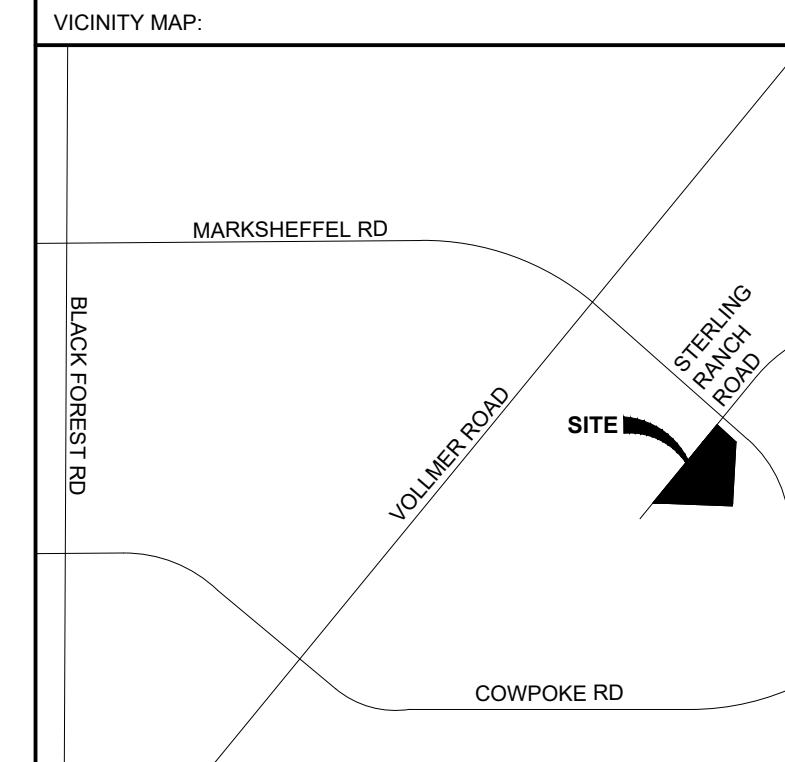 VICINITY MAP:
MARKSHEFFEL RD
BLACK FOREST RD
STERLING
RANCH
ROAD
VOLLMER ROAD
SITE
COWPOKE RD